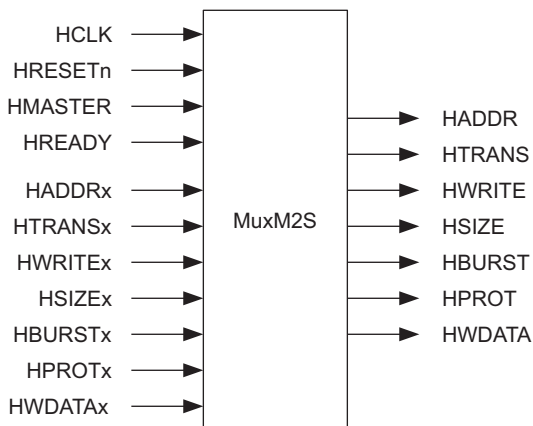 HCLK
HRESETn
HMASTER
HREADY
HADDRx
HTRANSx
HWRITEx
HSIZEx
HBURSTx
HPROTx
HWDATAx
MuxM2S
HADDR
HTRANS
HWRITE
HSIZE
HBURST
HPROT
HWDATA